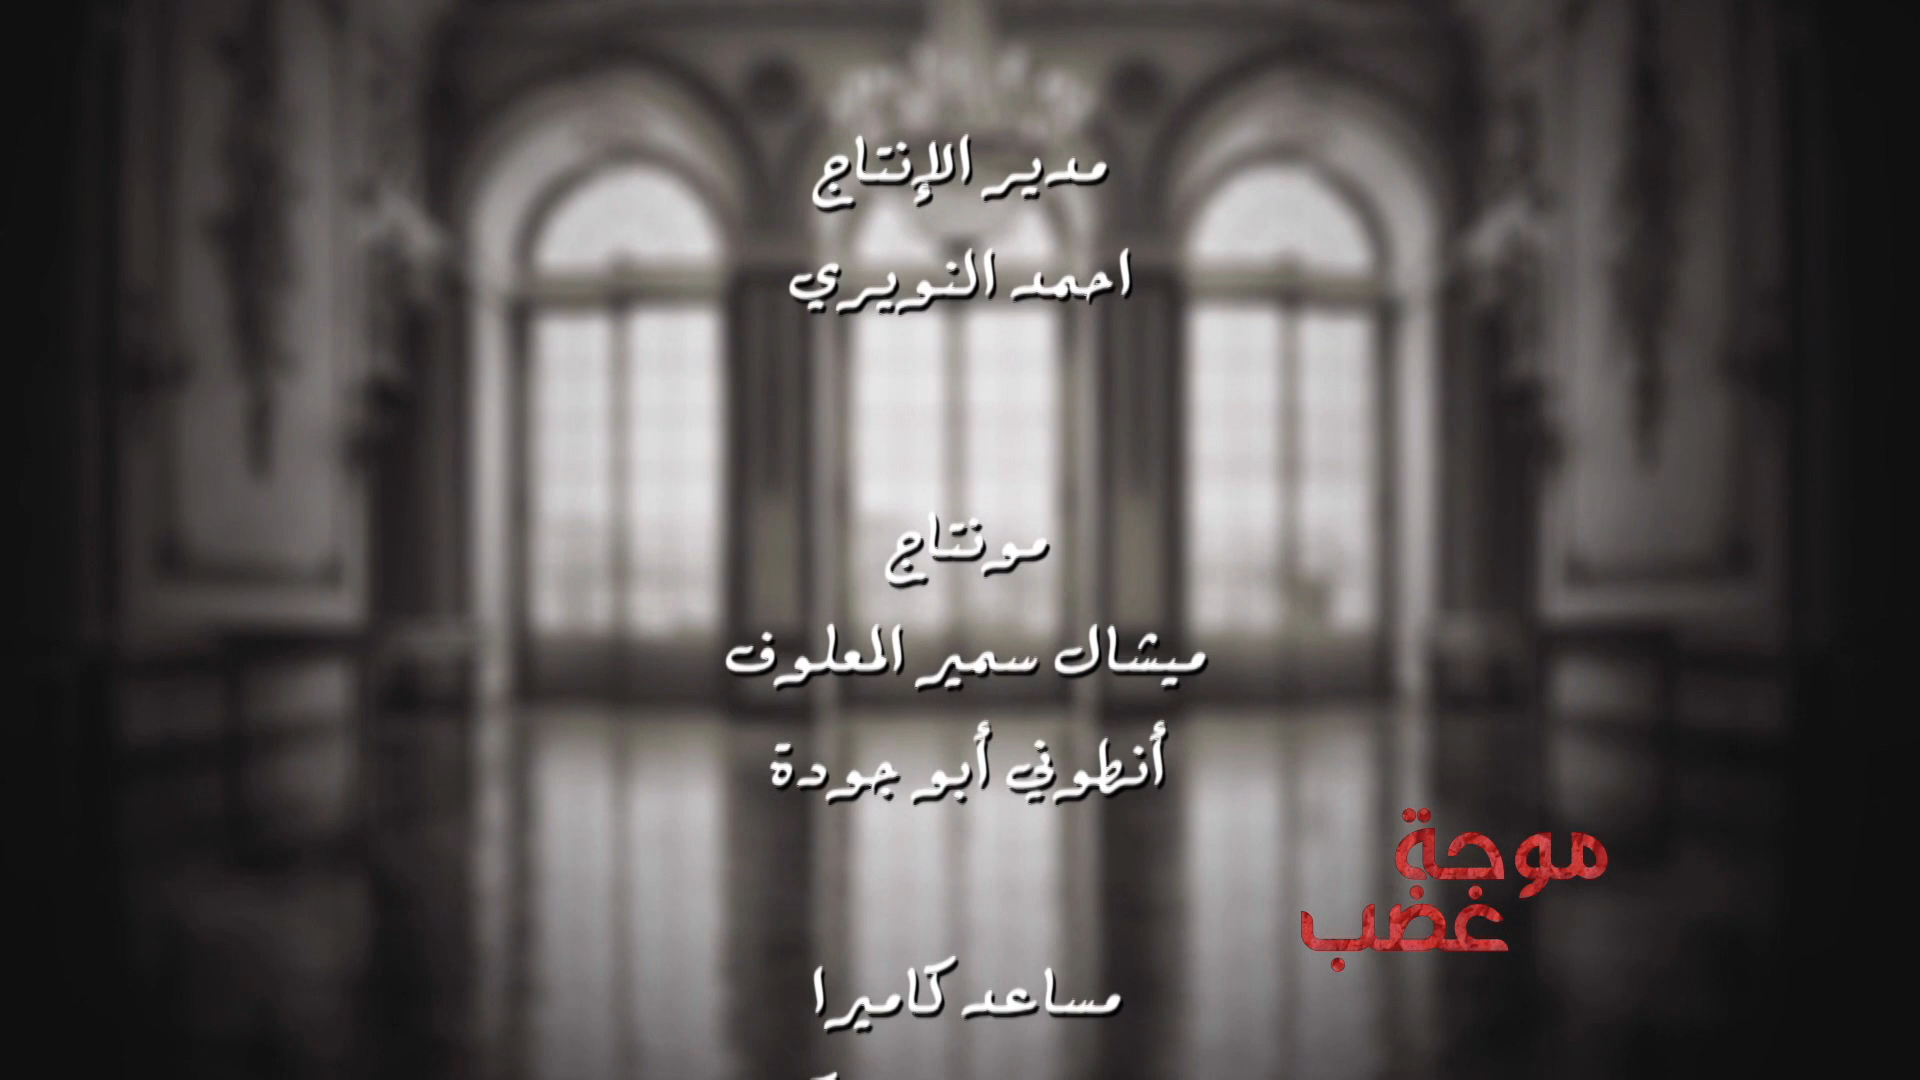 مدير الإنتاج
احمد النويري
مونتاج
ميشال سمير المعلوف
أنطوني أبو جودة
موجة
غضب
مساعد كاميرا